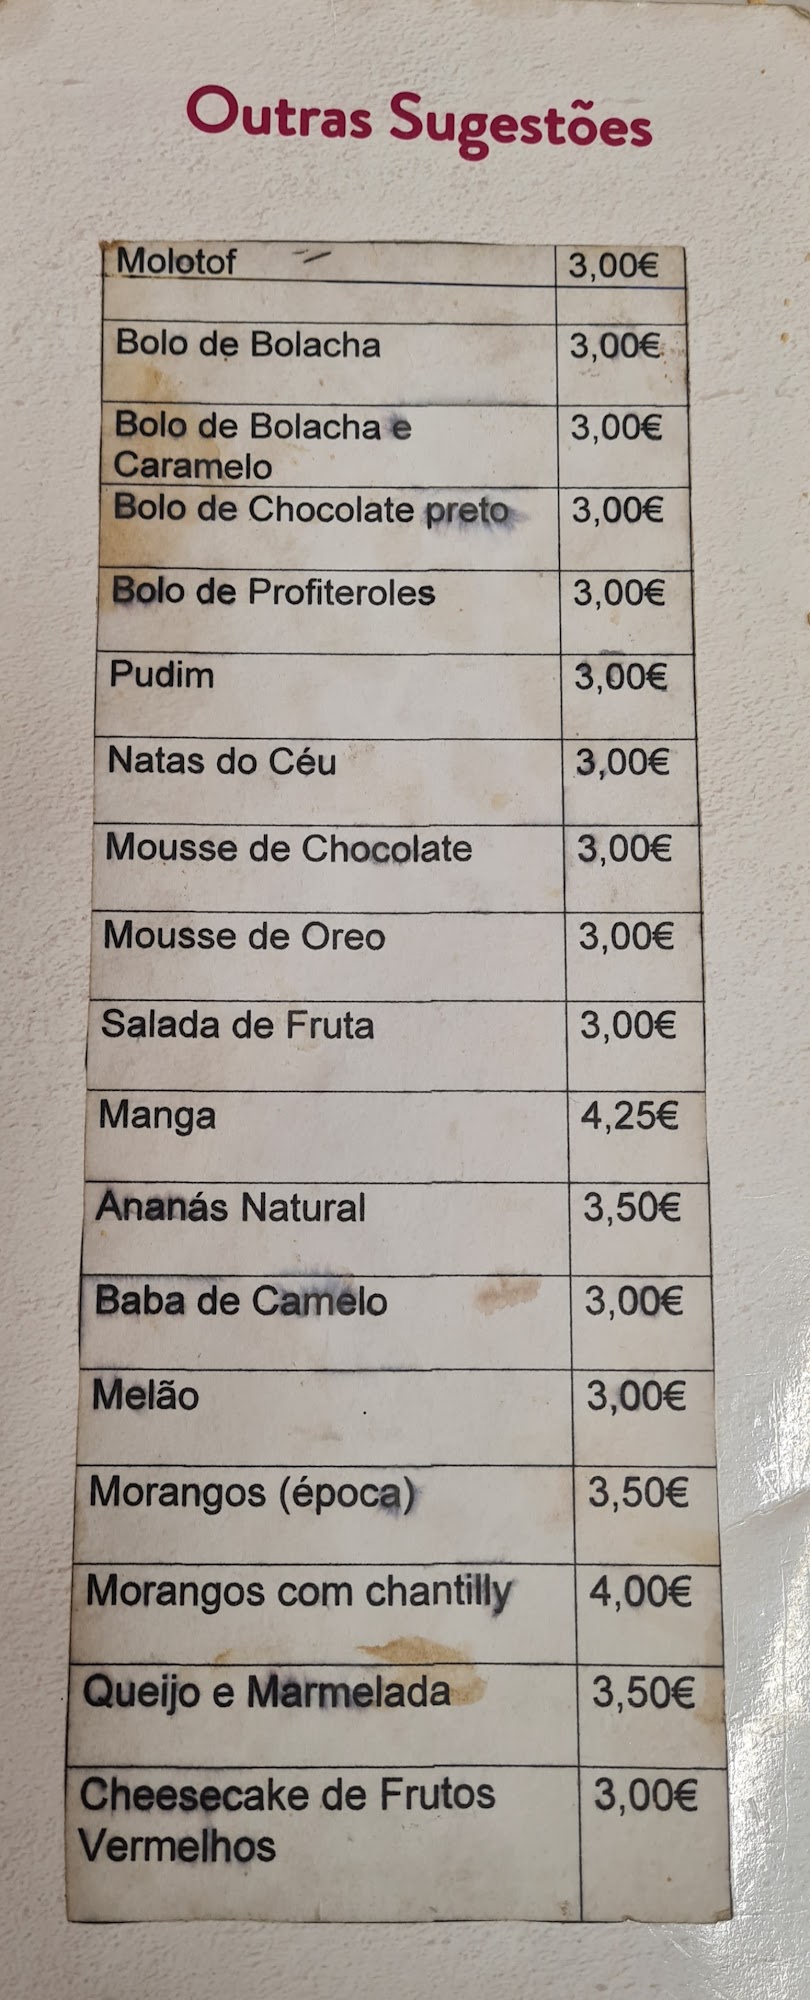 Outras Sugestões
Molotof 3,00€
Bolo de Bolacha 3,00€
Bolo de Bolacha e 3,00€
Caramelo
Bolo de Chocolate preto 3,00€
Bolo de Profiteroles 3,00€
Pudim 3,00€
Natas do Céu 3,00€
Mousse de Chocolate 3,00€
Mousse de Oreo 3,00€
Salada de Fruta 3,00€
Manga 4,25€
Ananás Natural 3,50€
Baba de Camelo 3,00€
Melão 3,00€
Morangos (época) 3,50€
Morangos com chantilly 4,00€
Queijo e Marmelada 3,50€
Cheesecake de Frutos 3,00€
Vermelhos